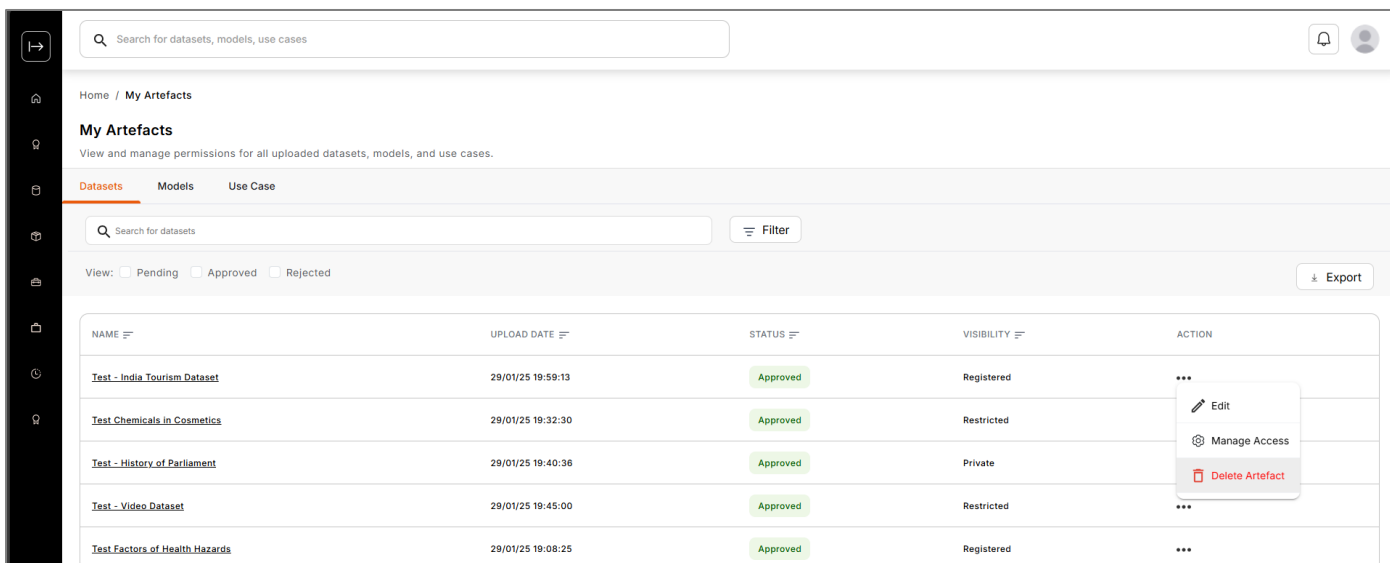 Search for datasets, models, use cases
Home / My Artefacts
My Artefacts
View and manage permissions for all uploaded datasets, models, and use cases.
Datasets Models Use Case
Search for datasets Filter
View: Pending Approved Rejected
Export
NAME UPLOAD DATE STATUS VISIBILITY ACTION
Test - India Tourism Dataset 29/01/25 19:59:13 Approved Registered
Edit
Test Chemicals in Cosmetics 29/01/25 19:32:30 Approved Restricted
Manage Access
Test - History of Parliament 29/01/25 19:40:36 Approved Private
Delete Artefact
Test - Video Dataset 29/01/25 19:45:00 Approved Restricted
Test Factors of Health Hazards 29/01/25 19:08:25 Approved Registered